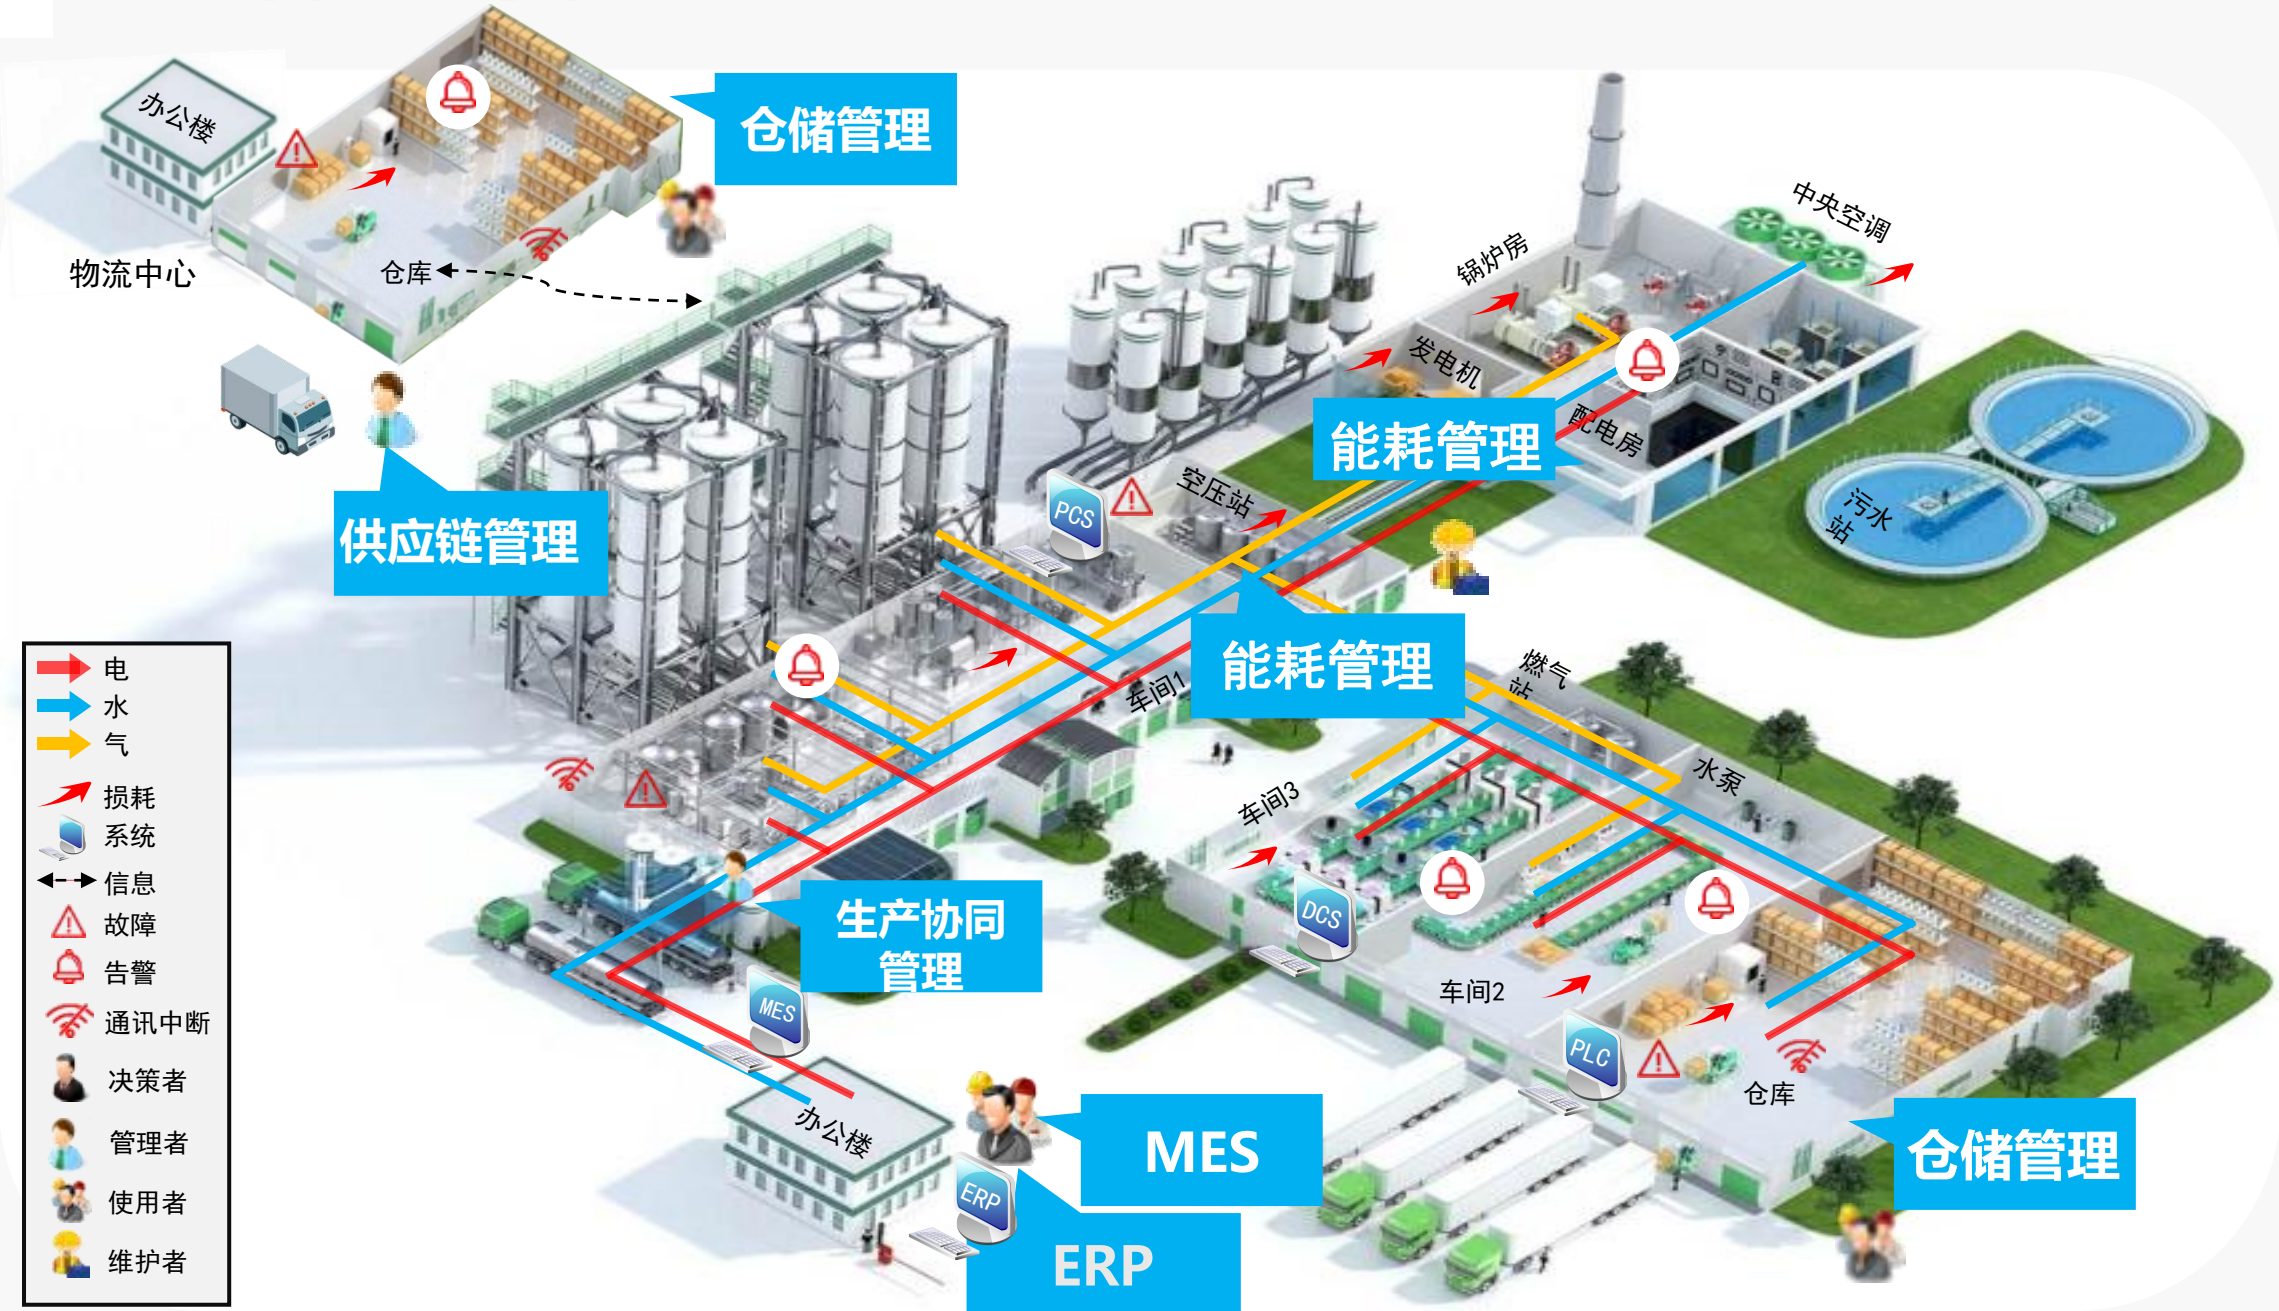 办公楼
仓储管理
物流中心
仓库
中央空调
锅炉房
发电机
能耗管理
配电房
污水
站
空压站
PCS
供应链管理
能耗管理
车间1
燃气
站
水泵
车间3
DCS
生产协同
管理
MES
车间2
PLC
仓库
办公楼
MES
ERP
ERP
仓储管理
电
水
气
损耗
系统
信息
故障
告警
通讯中断
决策者
管理者
使用者
维护者